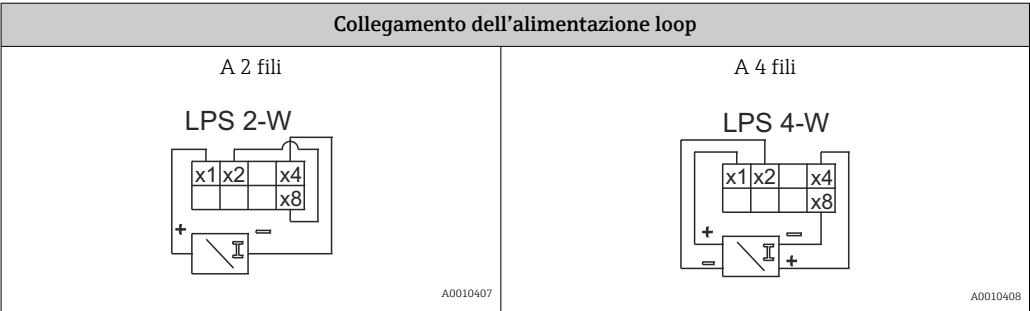 Collegamento dell'alimentazione loop
A 2 fili
LPS 2-W
x1 x2 x4
x8
+ −
I
A0010407
A 4 fili
LPS 4-W
x1 x2 x4
x8
+ −
I
− +
A0010408